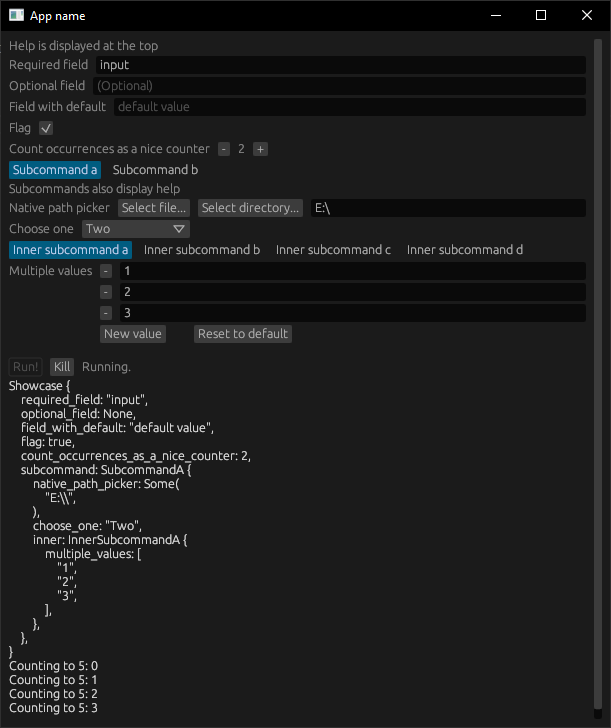 App name
Help is displayed at the top
Required field input
Optional field (Optional)
Field with default default value
Flag
Count occurrences as a nice counter - 2 +
Subcommand a Subcommand b
Subcommands also display help
Native path picker Select file... Select directory... E:\
Choose one Two
Inner subcommand a Inner subcommand b Inner subcommand c Inner subcommand d
Multiple values - 1
- 2
- 3
New value Reset to default
Run! Kill Running.
Showcase {
    required_field: "input",
    optional_field: None,
    field_with_default: "default value",
    flag: true,
    count_occurrences_as_a_nice_counter: 2,
    subcommand: SubcommandA {
        native_path_picker: Some(
            "E:\\",
        ),
        choose_one: "Two",
        inner: InnerSubcommandA {
            multiple_values: [
                "1",
                "2",
                "3",
            ],
        },
    },
}
Counting to 5: 0
Counting to 5: 1
Counting to 5: 2
Counting to 5: 3